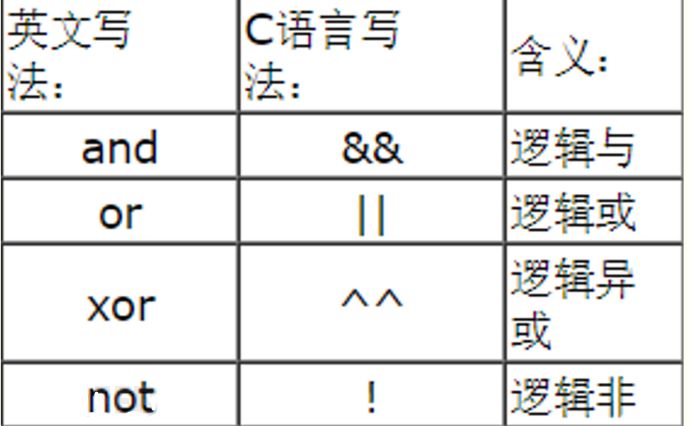 英文写
法：
C语言写
法：
含义：
and
&&
逻辑与
or
||
逻辑或
xor
^^
逻辑异
或
not
!
逻辑非